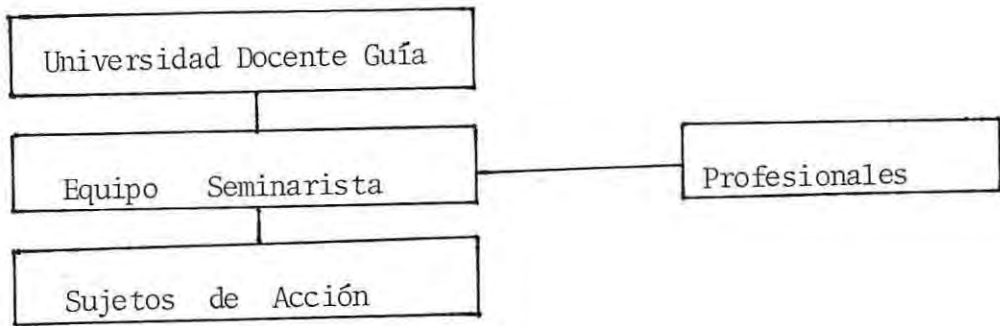 Universidad Docente Guía
Equipo Seminarista
Profesionales
Sujetos de Acción